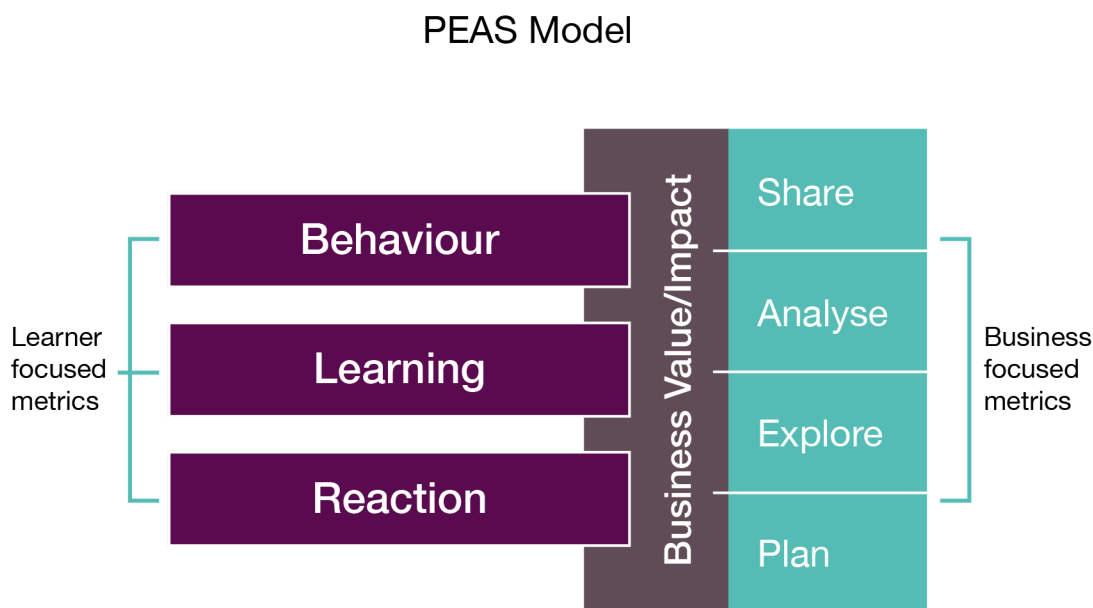 PEAS Model
Learner
focused
metrics
Behaviour
Learning
Reaction
Business Value/Impact
Share
Analyse
Explore
Plan
Business
focused
metrics